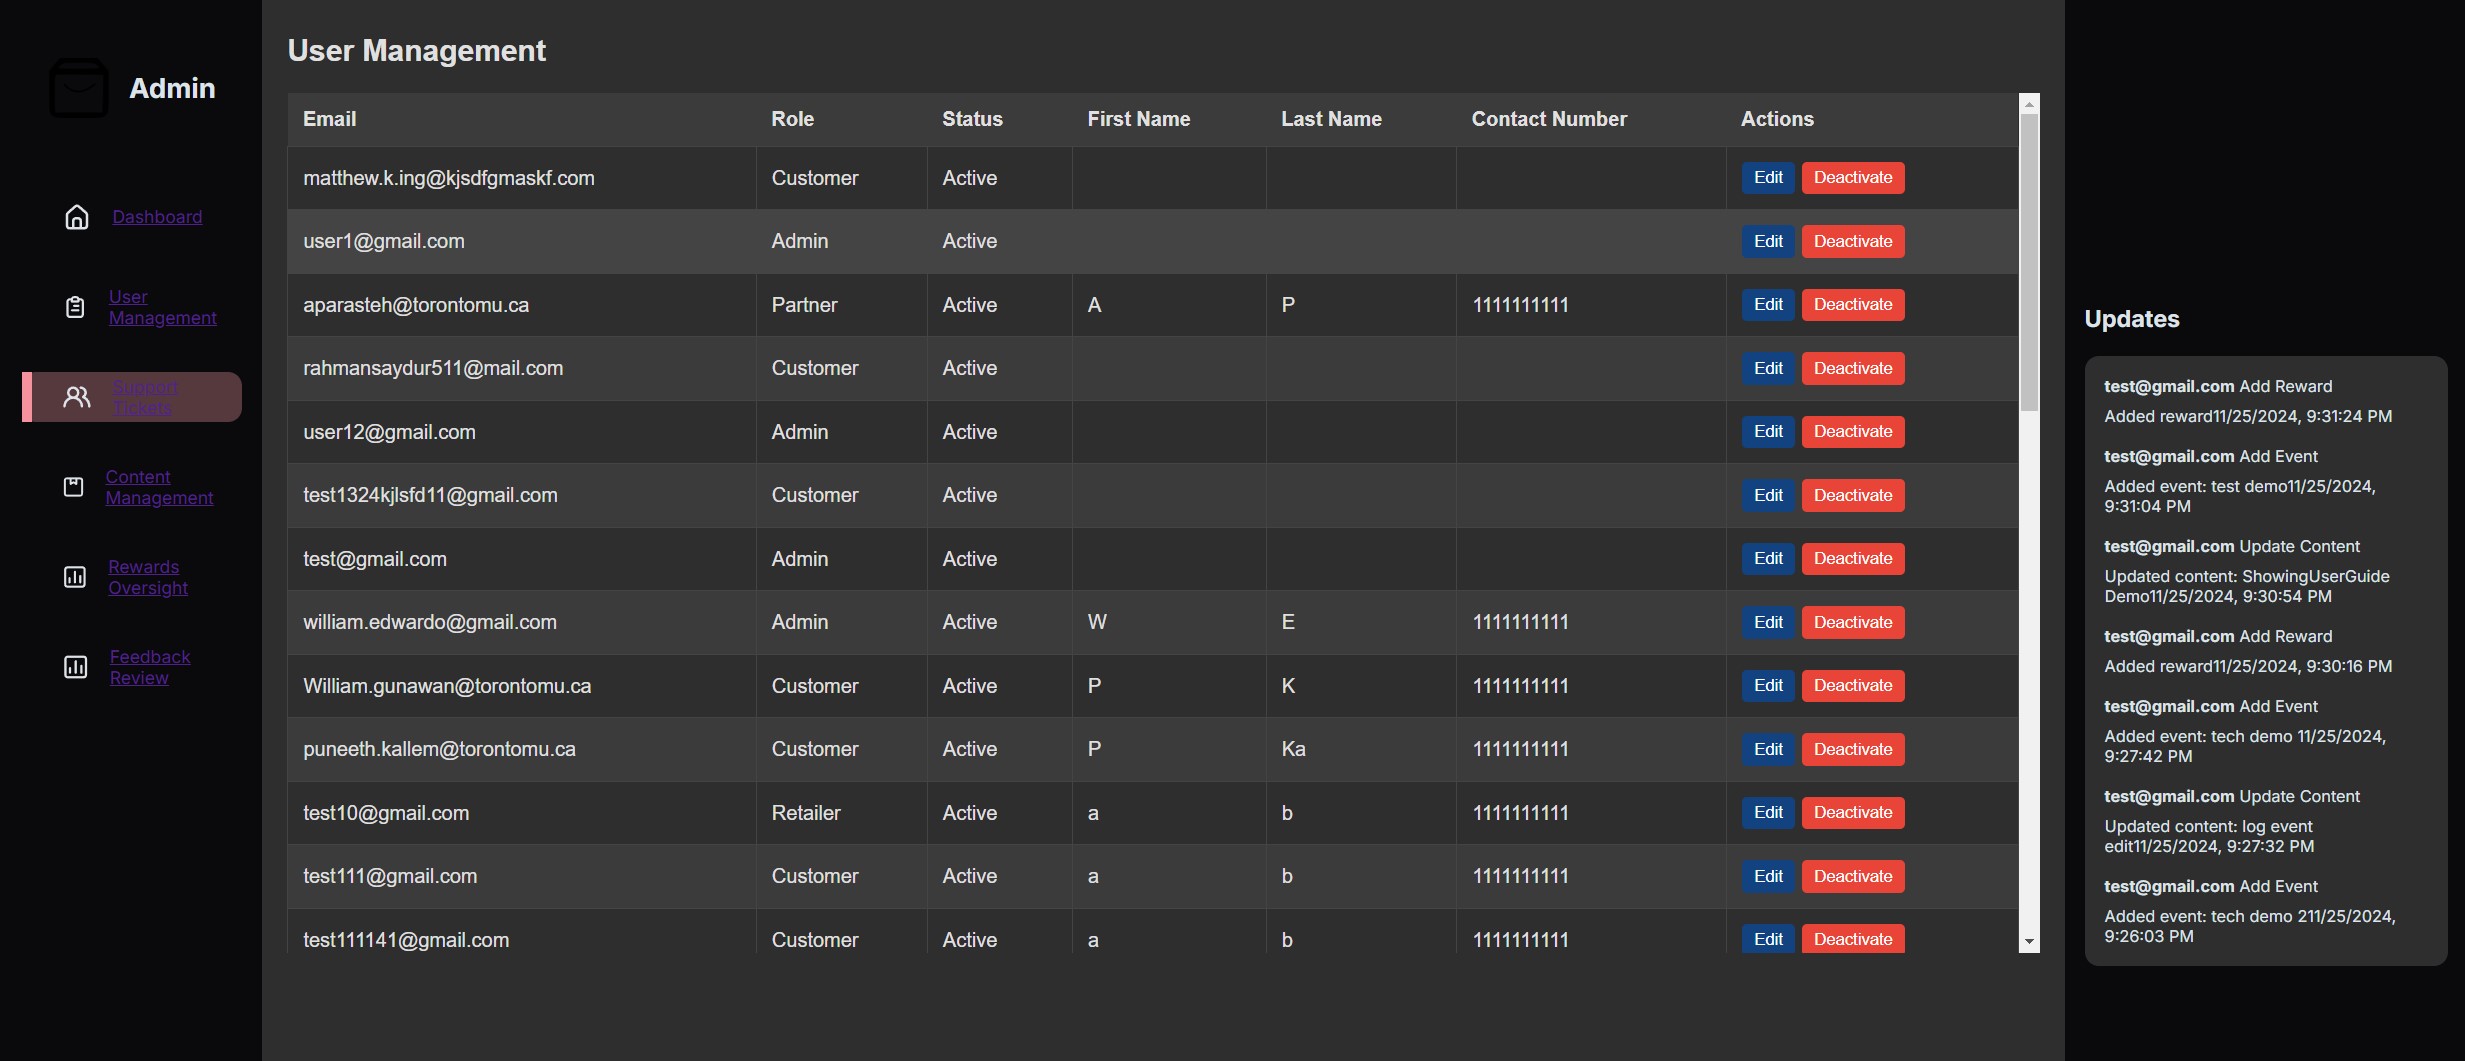 Admin
Dashboard
User
Management
Support
Tickets
Content
Management
Rewards
Oversight
Feedback
Review
User Management
Email Role Status First Name Last Name Contact Number Actions
matthew.k.ing@kjsdfgmaskf.com Customer Active Edit Deactivate
user1@gmail.com Admin Active Edit Deactivate
aparasteh@torontomu.ca Partner Active A P 1111111111 Edit Deactivate
rahmansaydur511@mail.com Customer Active Edit Deactivate
user12@gmail.com Admin Active Edit Deactivate
test1324kjlsfd11@gmail.com Customer Active Edit Deactivate
test@gmail.com Admin Active Edit Deactivate
william.edwardo@gmail.com Admin Active W E 1111111111 Edit Deactivate
William.gunawan@torontomu.ca Customer Active P K 1111111111 Edit Deactivate
puneeth.kallem@torontomu.ca Customer Active P Ka 1111111111 Edit Deactivate
test10@gmail.com Retailer Active a b 1111111111 Edit Deactivate
test111@gmail.com Customer Active a b 1111111111 Edit Deactivate
test111141@gmail.com Customer Active a b 1111111111 Edit Deactivate
Updates
test@gmail.com Add Reward
Added reward11/25/2024, 9:31:24 PM
test@gmail.com Add Event
Added event: test demo11/25/2024,
9:31:04 PM
test@gmail.com Update Content
Updated content: ShowingUserGuide
Demo11/25/2024, 9:30:54 PM
test@gmail.com Add Reward
Added reward11/25/2024, 9:30:16 PM
test@gmail.com Add Event
Added event: tech demo 11/25/2024,
9:27:42 PM
test@gmail.com Update Content
Updated content: log event
edit11/25/2024, 9:27:32 PM
test@gmail.com Add Event
Added event: tech demo 211/25/2024,
9:26:03 PM